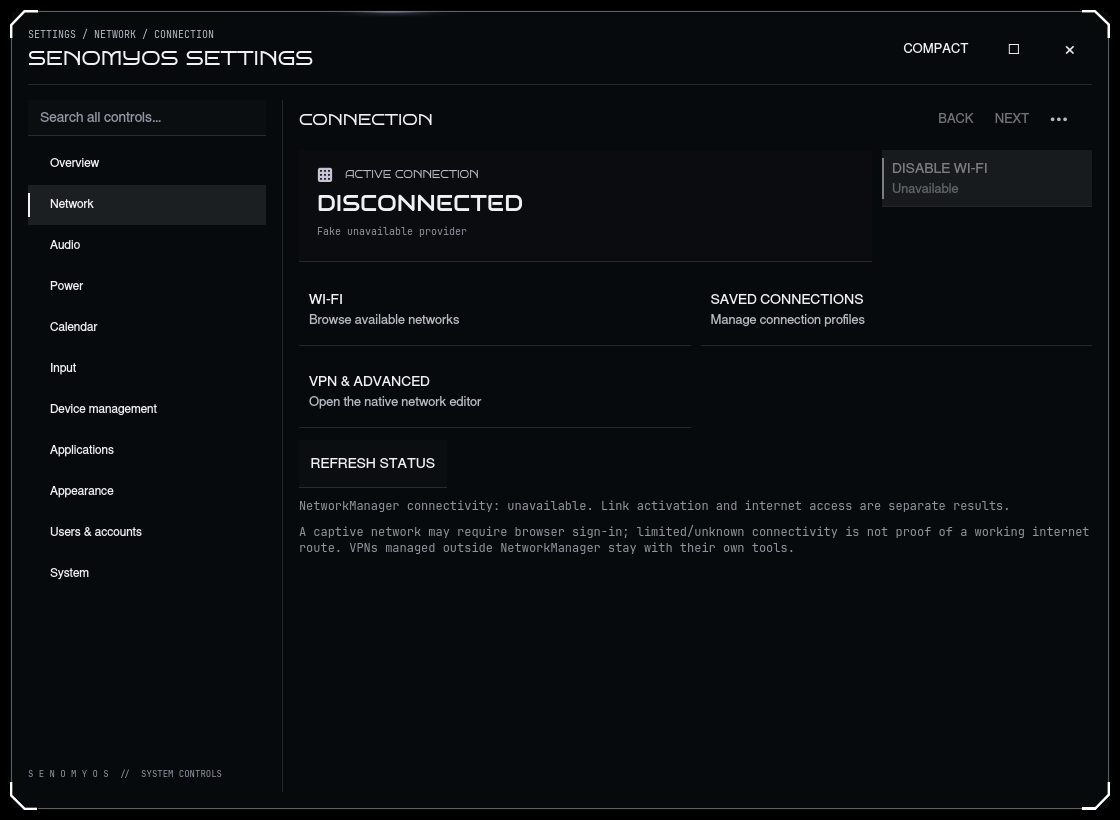 SETTINGS / NETWORK / CONNECTION
SENOMYOS SETTINGS
COMPACT
Search all controls...
Overview
Network
Audio
Power
Calendar
Input
Device management
Applications
Appearance
Users & accounts
System
SENOMYOS // SYSTEM CONTROLS
CONNECTION
BACK NEXT
ACTIVE CONNECTION
DISCONNECTED
Fake unavailable provider
DISABLE WI-FI
Unavailable
WI-FI
Browse available networks
SAVED CONNECTIONS
Manage connection profiles
VPN & ADVANCED
Open the native network editor
REFRESH STATUS
NetworkManager connectivity: unavailable. Link activation and internet access are separate results.
A captive network may require browser sign-in; limited/unknown connectivity is not proof of a working internet
route. VPNs managed outside NetworkManager stay with their own tools.